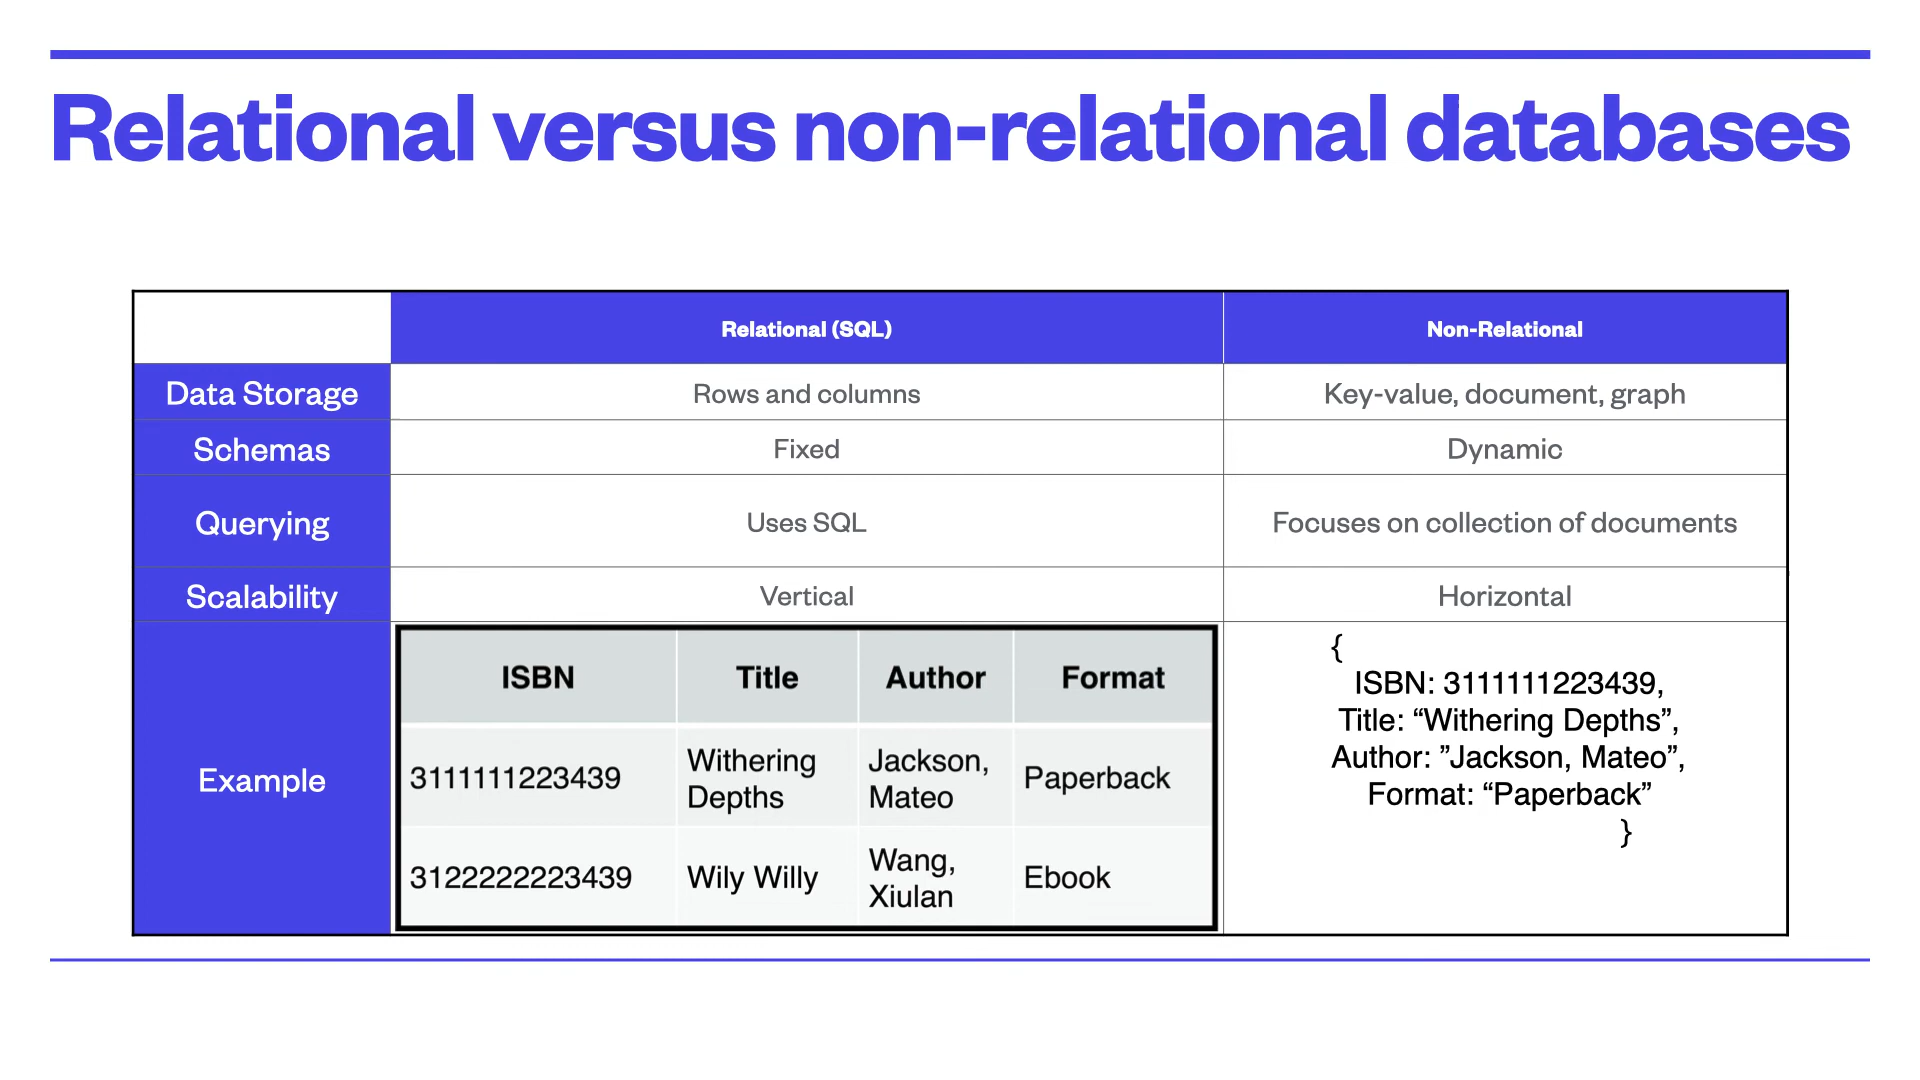 Relational versus non-relational databases
Relational (SQL) Non-Relational
Data Storage Rows and columns Key-value, document, graph
Schemas Fixed Dynamic
Querying Uses SQL Focuses on collection of documents
Scalability Vertical Horizontal
Example
ISBN Title Author Format
3111111223439 Withering Depths Jackson, Mateo Paperback
3122222223439 Wily Willy Wang, Xiulan Ebook
{
ISBN: 3111111223439,
Title: “Withering Depths”,
Author: ”Jackson, Mateo”,
Format: “Paperback”
}